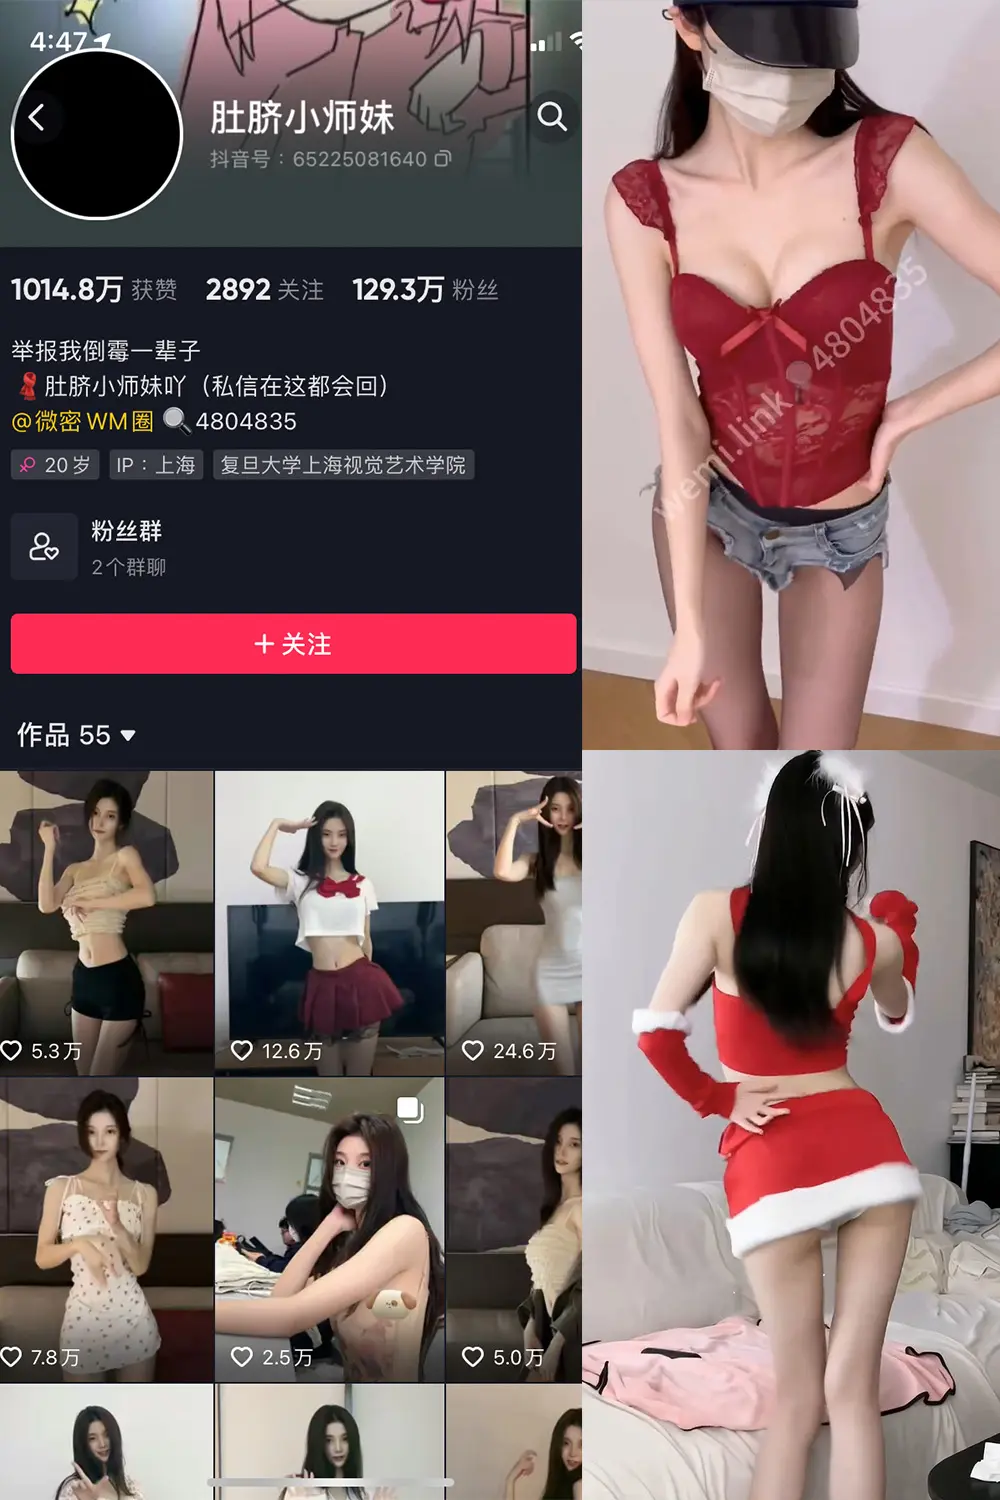 4:47
肚脐小师妹
抖音号：65225081640
1014.8万 获赞 2892 关注 129.3万 粉丝
举报我倒霉一辈子
肚脐小师妹吖（私信在这都会回）
@微密WM圈 4804835
20岁 IP：上海 复旦大学上海视觉艺术学院
粉丝群
2个群聊
+ 关注
作品 55
5.3万 12.6万 24.6万
7.8万 2.5万 5.0万
wemi.link 4804835